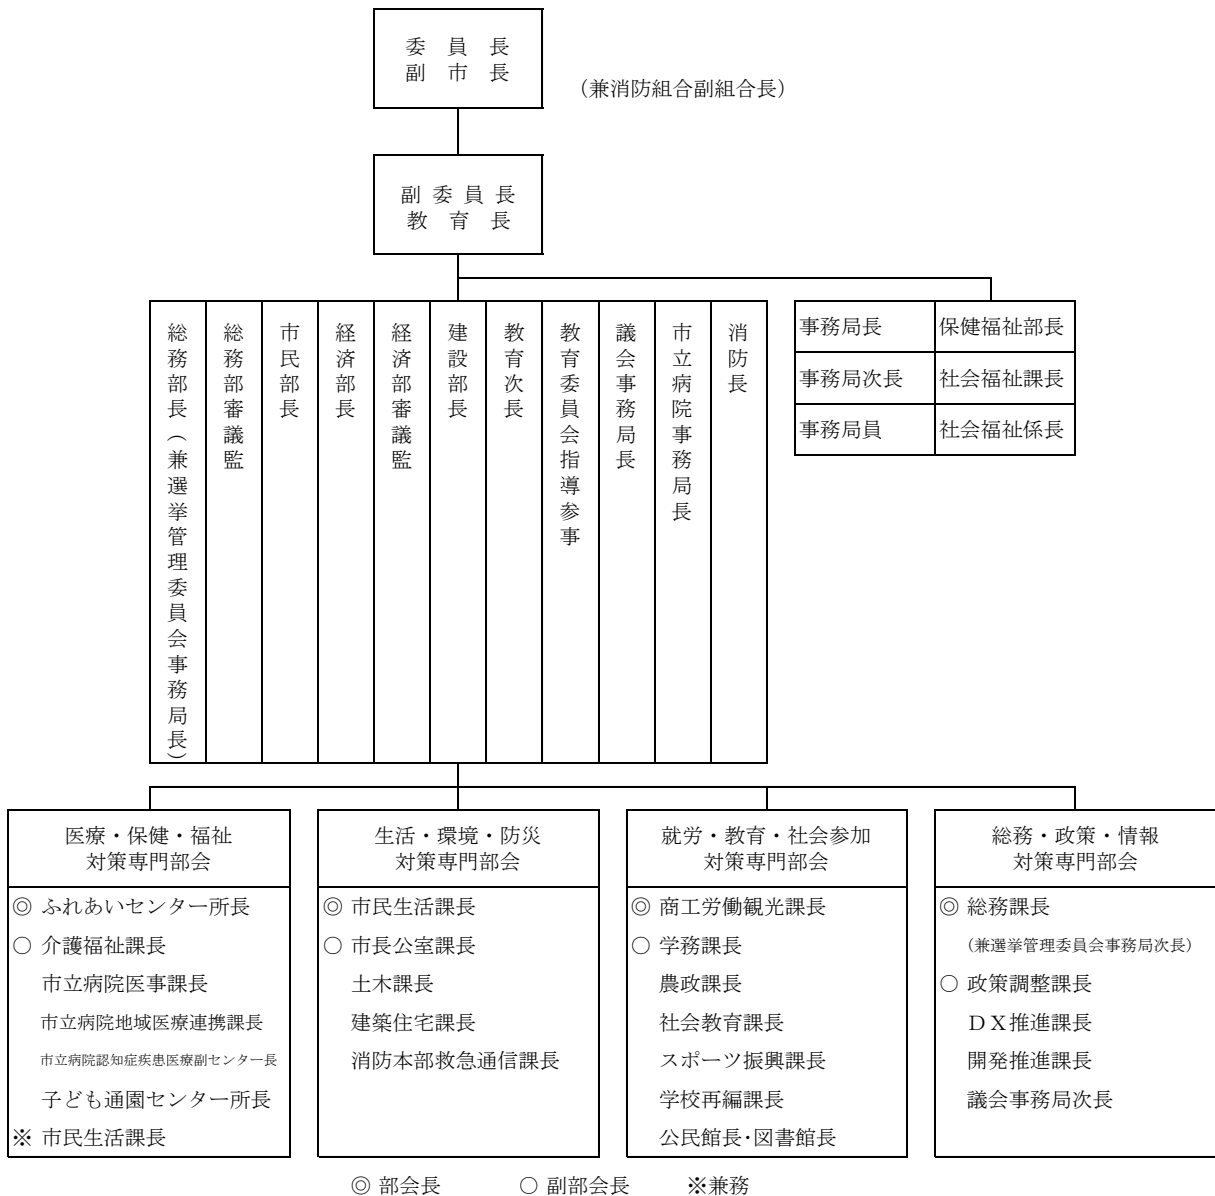 委員長
副市長
(兼消防組合副組合長)
副委員長
教育長
総務部長(兼選挙管理委員会事務局長)
総務部審議監
市民部長
経済部長
経済部審議監
建設部長
教育次長
教育委員会指導参事
議会事務局長
市立病院事務局長
消防長
事務局長 保健福祉部長
事務局次長 社会福祉課長
事務局員 社会福祉係長
医療・保健・福祉
対策専門部会
◎ ふれあいセンター所長
○ 介護福祉課長
市立病院医事課長
市立病院地域医療連携課長
市立病院認知症疾患医療副センター長
子ども通園センター所長
※ 市民生活課長
生活・環境・防災
対策専門部会
◎ 市民生活課長
○ 市長公室課長
土木課長
建築住宅課長
消防本部救急通信課長
就労・教育・社会参加
対策専門部会
◎ 商工労働観光課長
○ 学務課長
農政課長
社会教育課長
スポーツ振興課長
学校再編課長
公民館長・図書館長
総務・政策・情報
対策専門部会
◎ 総務課長
(兼選挙管理委員会事務局次長)
○ 政策調整課長
DX推進課長
開発推進課長
議会事務局次長
◎ 部会長 ○ 副部会長 ※兼務